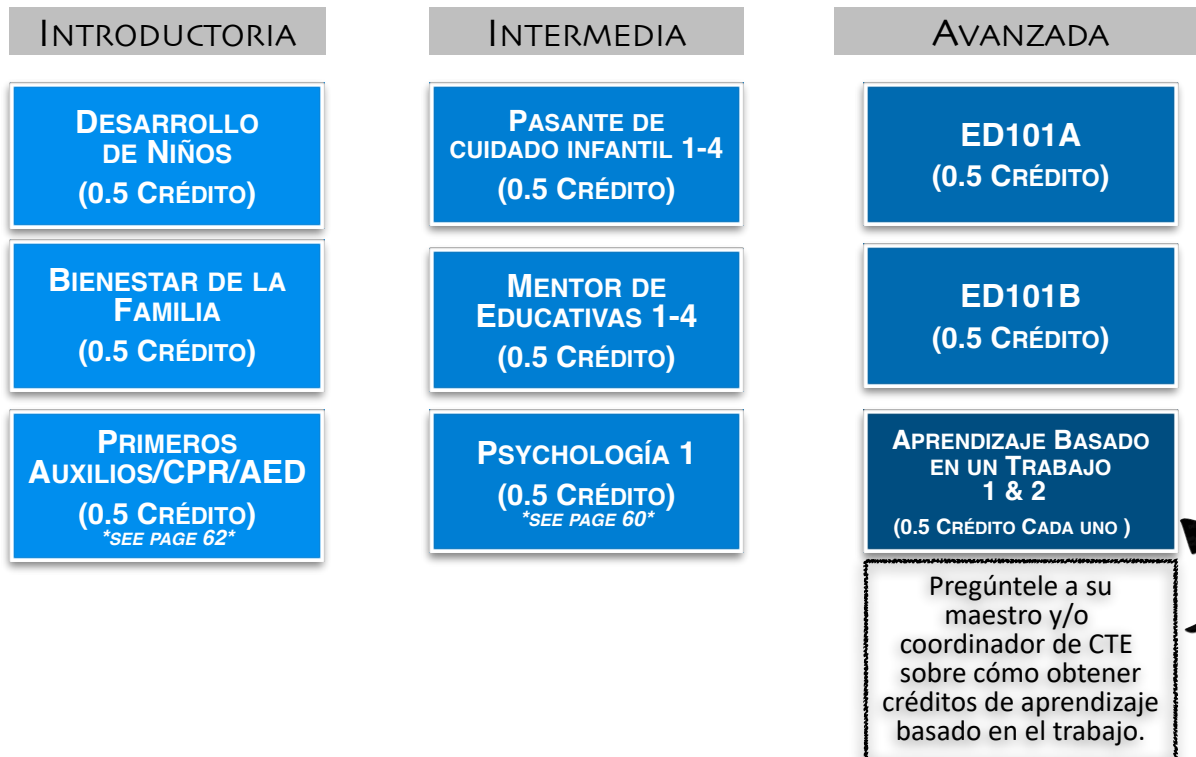 INTRODUCTORIA
DESARROLLO
DE NIÑOS
(0.5 CRÉDITO)
BIENESTAR DE LA
FAMILIA
(0.5 CRÉDITO)
PRIMEROS
AUXILIOS/CPR/AED
(0.5 CRÉDITO)
*SEE PAGE 62*
INTERMEDIA
PASANTE DE
CUIDADO INFANTIL 1-4
(0.5 CRÉDITO)
MENTOR DE
EDUCATIVAS 1-4
(0.5 CRÉDITO)
PSYCHOLOGÍA 1
(0.5 CRÉDITO)
*SEE PAGE 60*
AVANZADA
ED101A
(0.5 CRÉDITO)
ED101B
(0.5 CRÉDITO)
APRENDIZAJE BASADO
EN UN TRABAJO
1 & 2
(0.5 CRÉDITO CADA UNO )
Pregúntele a su
maestro y/o
coordinador de CTE
sobre cómo obtener
créditos de aprendizaje
basado en el trabajo.